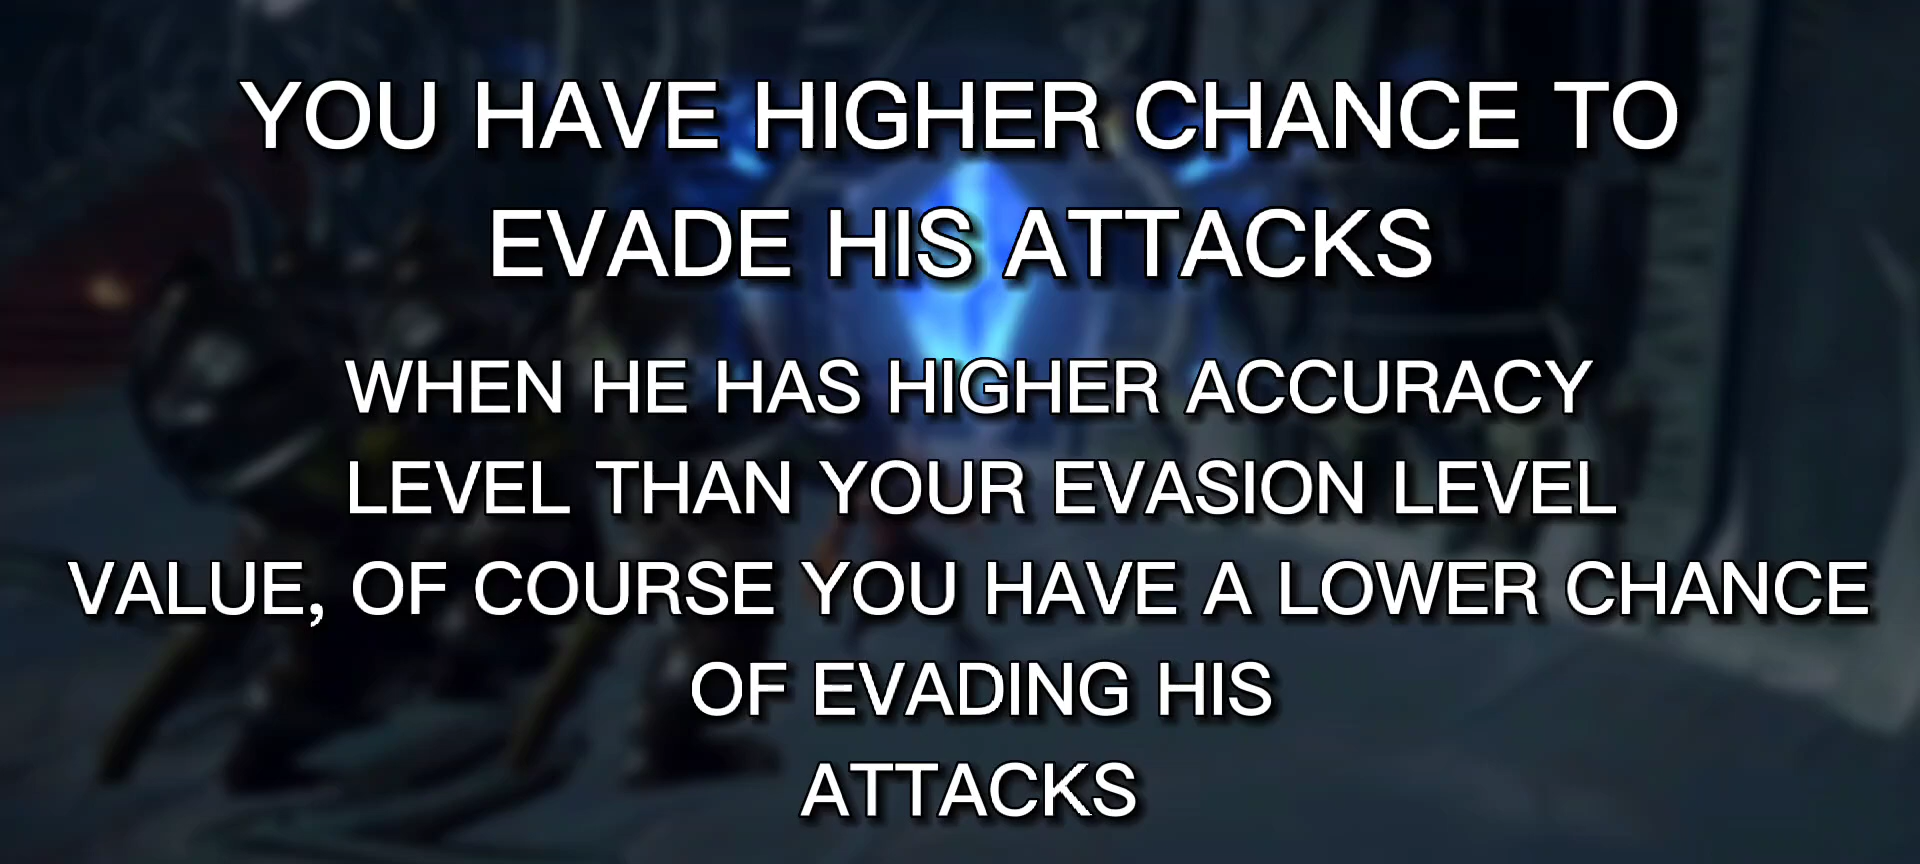 YOU HAVE HIGHER CHANCE TO
EVADE HIS ATTACKS
WHEN HE HAS HIGHER ACCURACY
LEVEL THAN YOUR EVASION LEVEL
VALUE, OF COURSE YOU HAVE A LOWER CHANCE
OF EVADING HIS
ATTACKS